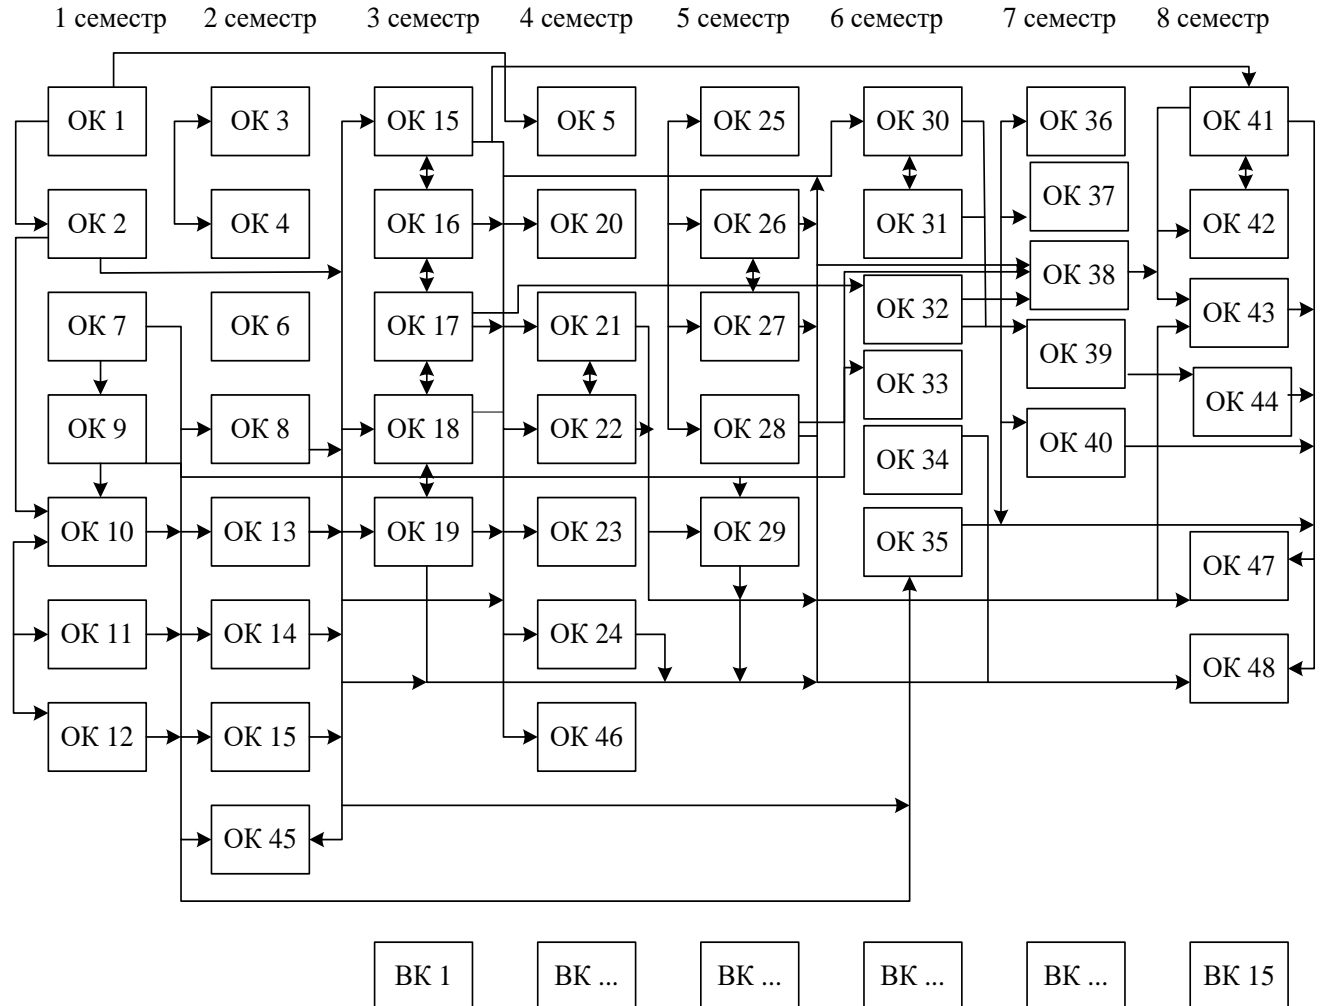 1 семестр 2 семестр 3 семестр 4 семестр 5 семестр 6 семестр 7 семестр 8 семестр
ОК 1 ОК 3 ОК 15 ОК 5 ОК 25 ОК 30 ОК 36 ОК 41
ОК 37
ОК 2 ОК 4 ОК 16 ОК 20 ОК 26 ОК 31 ОК 42
ОК 38
ОК 7 ОК 6 ОК 17 ОК 21 ОК 27 ОК 32 ОК 43
ОК 39
ОК 33
ОК 44
ОК 9 ОК 8 ОК 18 ОК 22 ОК 28 ОК 40
ОК 34
ОК 10 ОК 13 ОК 19 ОК 23 ОК 29 ОК 35
ОК 47
ОК 11 ОК 14 ОК 24
ОК 48
ОК 12 ОК 15 ОК 46
ОК 45
ВК 1 ВК ... ВК ... ВК ... ВК ... ВК 15